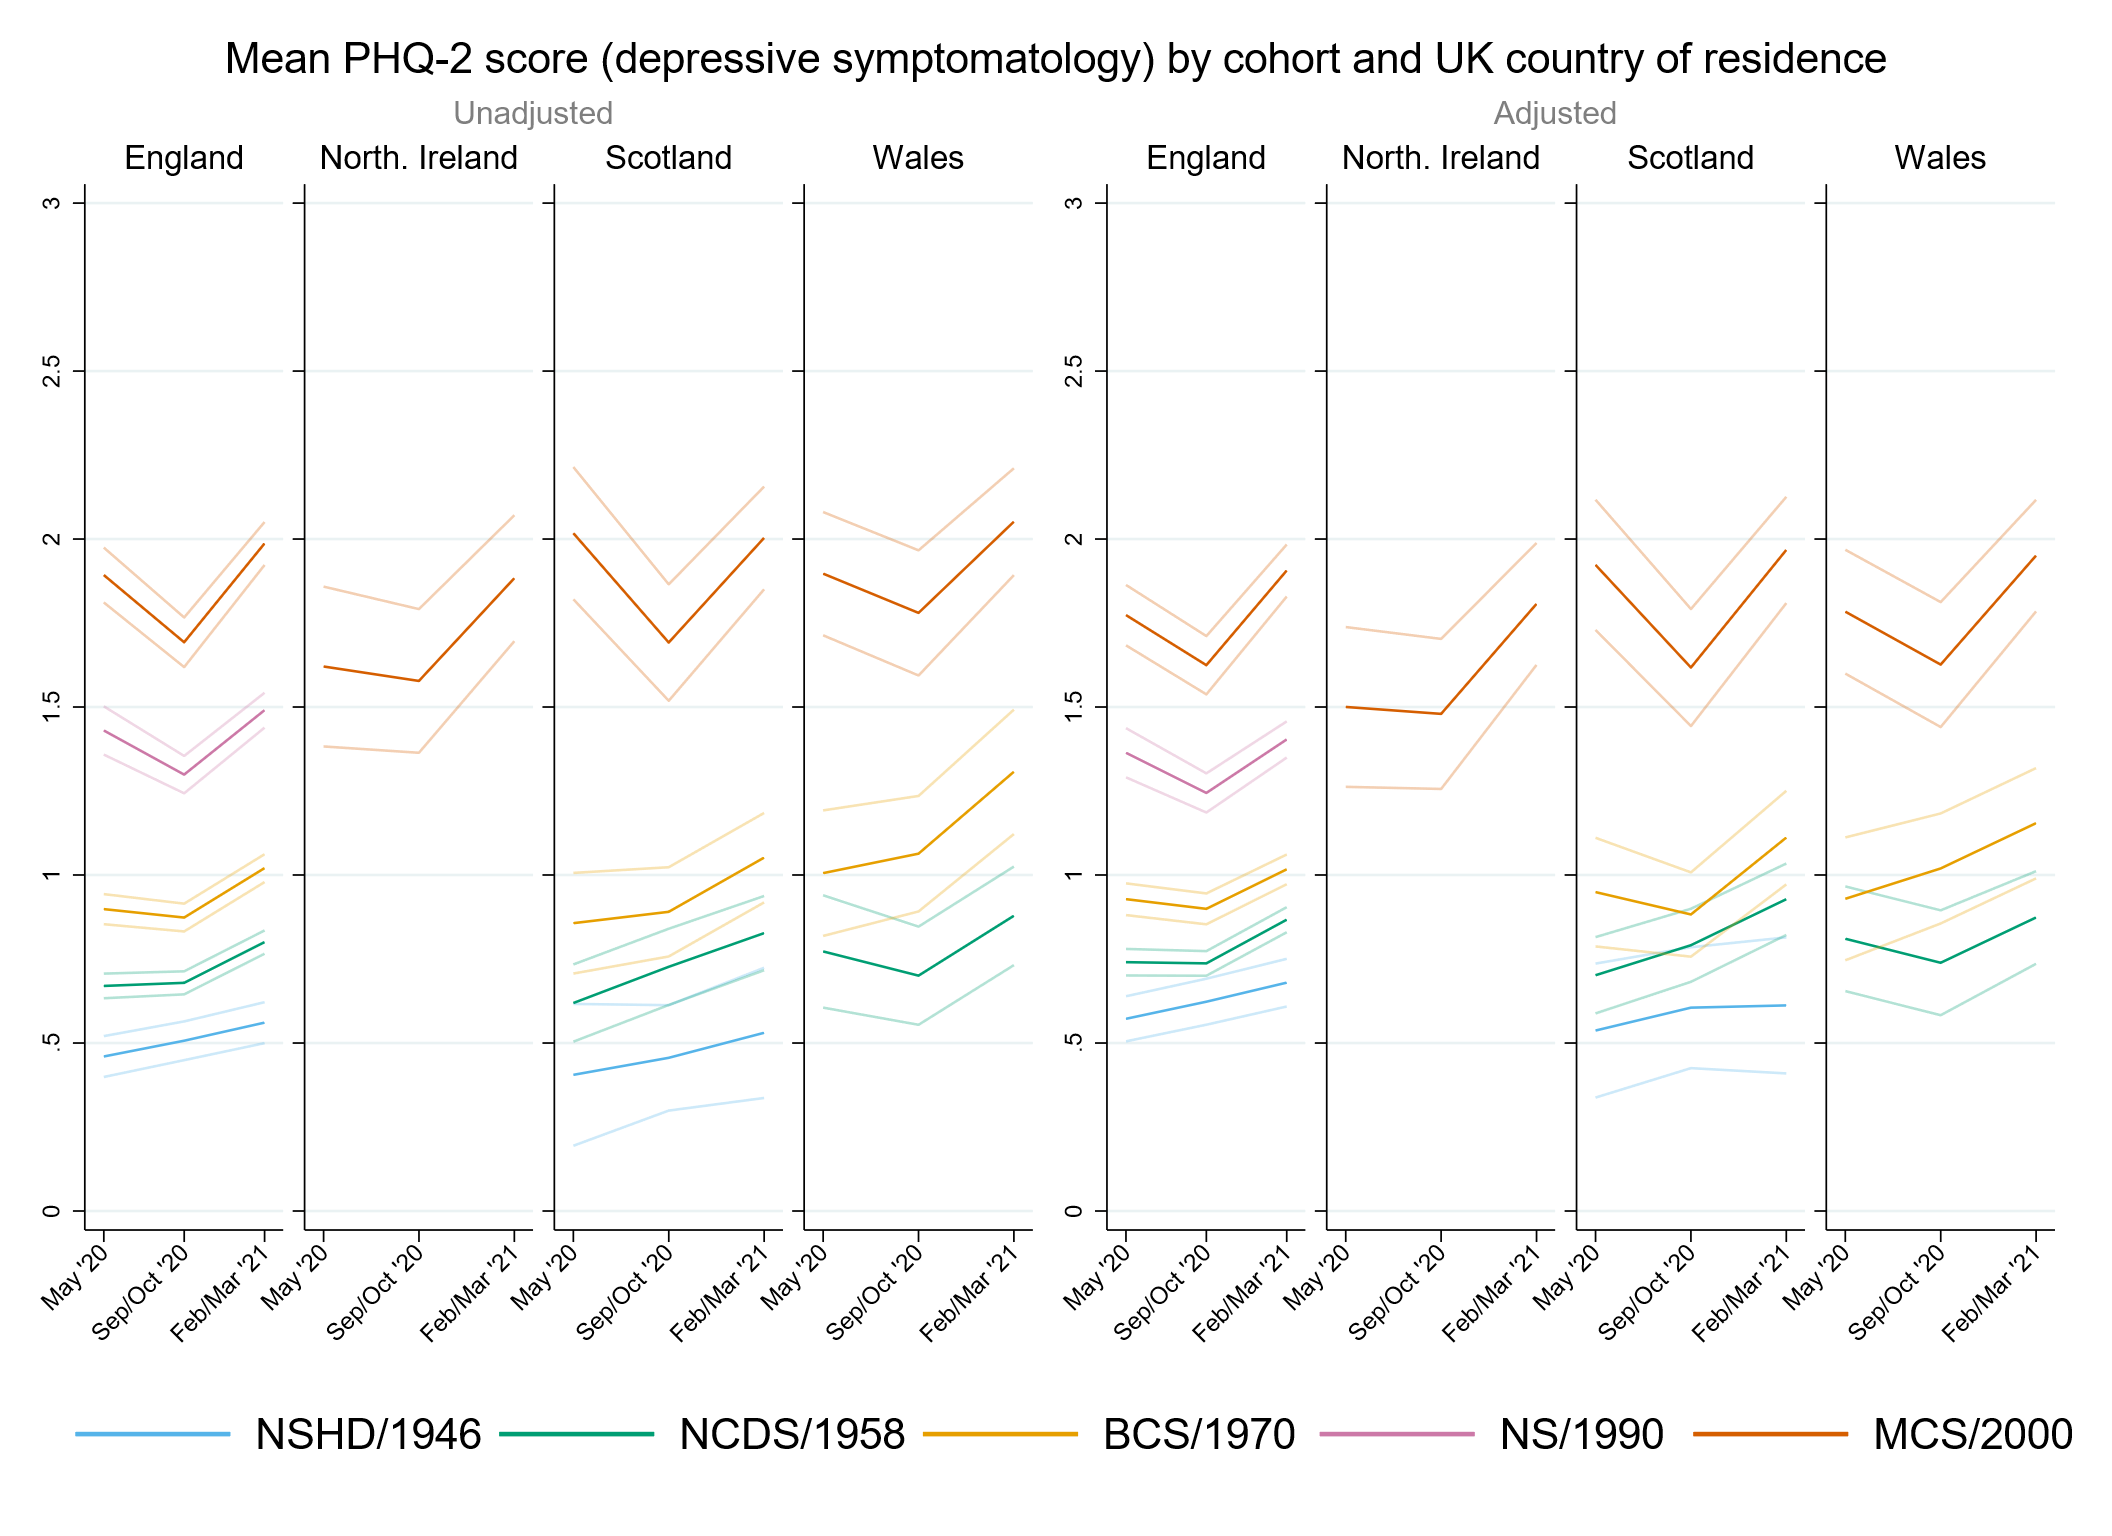 Mean PHQ-2 score (depressive symptomatology) by cohort and UK country of residence
Unadjusted
Adjusted
England North. Ireland Scotland Wales
England North. Ireland Scotland Wales
3
2.5
2
1.5
1
.5
0
3
2.5
2
1.5
1
.5
0
May '20 Sep/Oct '20 Feb/Mar '21
May '20 Sep/Oct '20 Feb/Mar '21
May '20 Sep/Oct '20 Feb/Mar '21
May '20 Sep/Oct '20 Feb/Mar '21
May '20 Sep/Oct '20 Feb/Mar '21
May '20 Sep/Oct '20 Feb/Mar '21
May '20 Sep/Oct '20 Feb/Mar '21
May '20 Sep/Oct '20 Feb/Mar '21
NSHD/1946 NCDS/1958 BCS/1970 NS/1990 MCS/2000